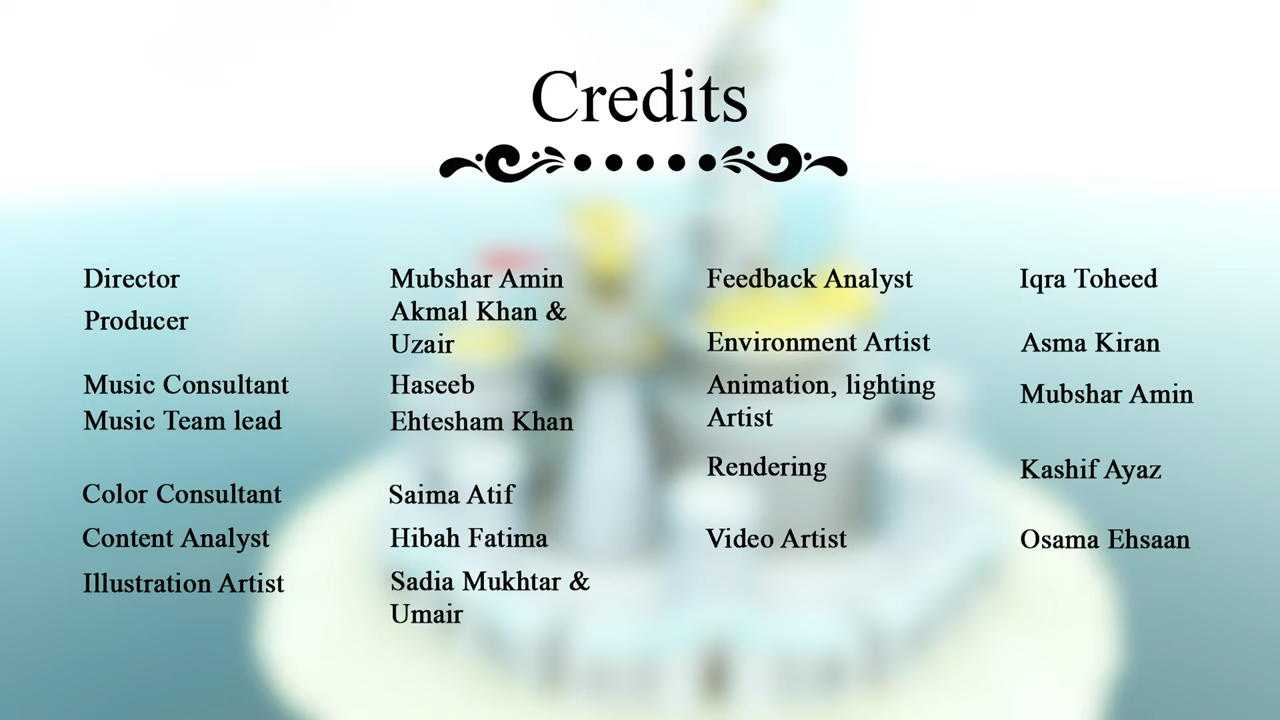 Credits
Director Mubshar Amin
Producer Akmal Khan &
Uzair
Music Consultant Haseeb
Music Team lead Ehtesham Khan
Color Consultant Saima Atif
Content Analyst Hibah Fatima
Illustration Artist Sadia Mukhtar &
Umair
Feedback Analyst Iqra Toheed
Environment Artist Asma Kiran
Animation, lighting
Artist Mubshar Amin
Rendering Kashif Ayaz
Video Artist Osama Ehsaan